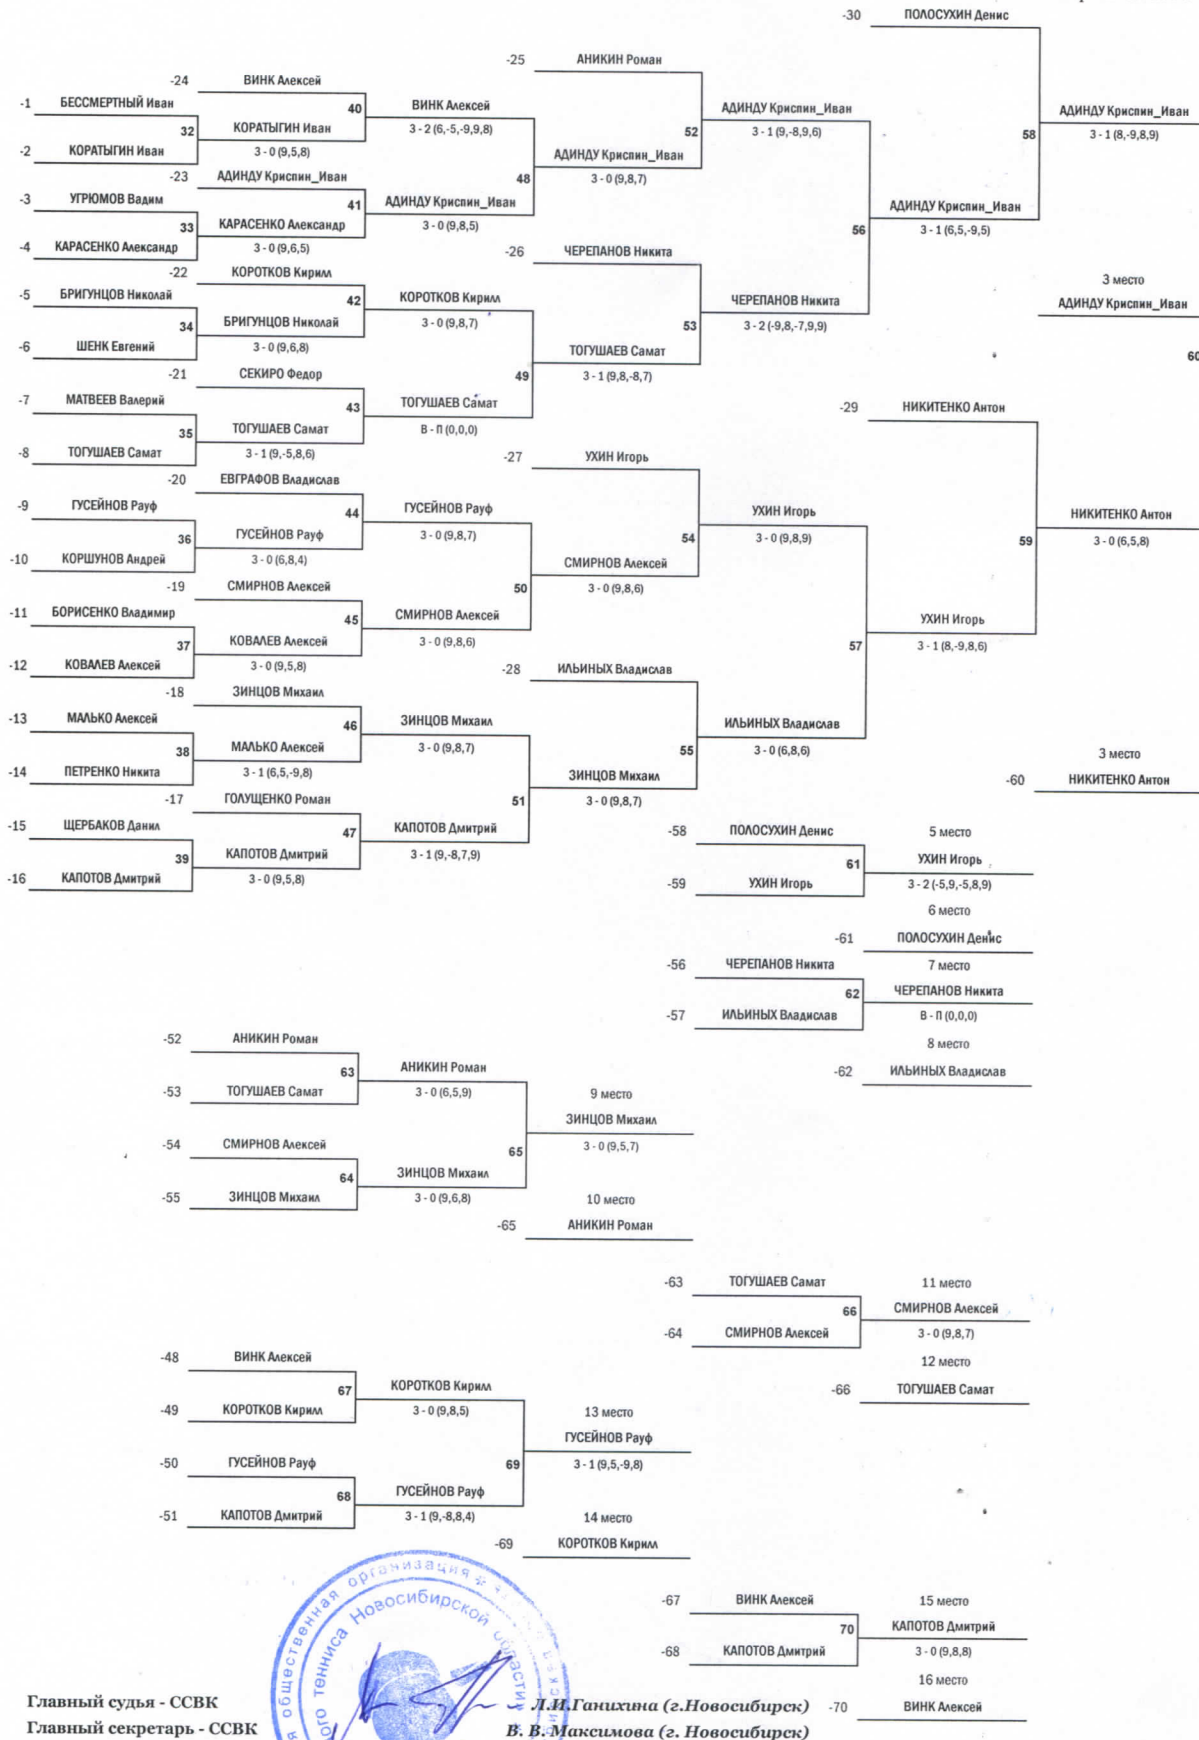 -30 ПОЛОСУХИН Денис
-25 АНИКИН Роман
-24 ВИНК Алексей
-1 БЕССМЕРТНЫЙ Иван
40 ВИНК Алексей
АДИНДУ Криспин_Иван
АДИНДУ Криспин_Иван
32 КОРАТЫГИН Иван
3 - 2 (6,-5,-9,9,8)
52 3 - 1 (9,-8,9,6)
58 3 - 1 (8,-9,8,9)
-2 КОРАТЫГИН Иван
3 - 0 (9,5,8)
АДИНДУ Криспин_Иван
-23 АДИНДУ Криспин_Иван
48 3 - 0 (9,8,7)
-3 УГРЮМОВ Вадим
41 АДИНДУ Криспин_Иван
АДИНДУ Криспин_Иван
33 КАРАСЕНКО Александр
3 - 0 (9,8,5)
56 3 - 1 (6,5,-9,5)
-4 КАРАСЕНКО Александр
3 - 0 (9,6,5)
-26 ЧЕРЕПАНОВ Никита
-22 КОРОТКОВ Кирилл
3 место
-5 БРИГУНЦОВ Николай
42 КОРОТКОВ Кирилл
ЧЕРЕПАНОВ Никита
АДИНДУ Криспин_Иван
34 БРИГУНЦОВ Николай
3 - 0 (9,8,7)
53 3 - 2 (-9,8,-7,9,9)
-6 ШЕНК Евгений
3 - 0 (9,6,8)
ТОГУШАЕВ Самат
60
-21 СЕКИРО Федор
49 3 - 1 (9,8,-8,7)
-7 МАТВЕЕВ Валерий
43 ТОГУШАЕВ Самат
-29 НИКИТЕНКО Антон
35 ТОГУШАЕВ Самат
В - П (0,0,0)
-8 ТОГУШАЕВ Самат
3 - 1 (9,-5,8,6)
-27 УХИН Игорь
-20 ЕВГРАФОВ Владислав
-9 ГУСЕЙНОВ Рауф
44 ГУСЕЙНОВ Рауф
УХИН Игорь
НИКИТЕНКО Антон
36 ГУСЕЙНОВ Рауф
3 - 0 (9,8,7)
54 3 - 0 (9,8,9)
59 3 - 0 (6,5,8)
-10 КОРШУНОВ Андрей
3 - 0 (6,8,4)
СМИРНОВ Алексей
-19 СМИРНОВ Алексей
50 3 - 0 (9,8,6)
-11 БОРИСЕНКО Владимир
45 СМИРНОВ Алексей
УХИН Игорь
37 КОВАЛЕВ Алексей
3 - 0 (9,8,6)
57 3 - 1 (8,-9,8,6)
-12 КОВАЛЕВ Алексей
3 - 0 (9,5,8)
-28 ИЛЬИНЫХ Владислав
-18 ЗИНЦОВ Михаил
-13 МАЛЬКО Алексей
46 ЗИНЦОВ Михаил
ИЛЬИНЫХ Владислав
38 МАЛЬКО Алексей
3 - 0 (9,8,7)
55 3 - 0 (6,8,6)
3 место
-14 ПЕТРЕНКО Никита
3 - 1 (6,5,-9,8)
ЗИНЦОВ Михаил
-60 НИКИТЕНКО Антон
-17 ГОЛУЩЕНКО Роман
51 3 - 0 (9,8,7)
-15 ЩЕРБАКОВ Данил
47 КАПОТОВ Дмитрий
-58 ПОЛОСУХИН Денис
5 место
39 КАПОТОВ Дмитрий
3 - 1 (9,-8,7,9)
61 УХИН Игорь
-16 КАПОТОВ Дмитрий
3 - 0 (9,5,8)
-59 УХИН Игорь
3 - 2 (-5,9,-5,8,9)
6 место
-61 ПОЛОСУХИН Денис
-56 ЧЕРЕПАНОВ Никита
7 место
62 ЧЕРЕПАНОВ Никита
-57 ИЛЬИНЫХ Владислав
В - П (0,0,0)
-52 АНИКИН Роман
8 место
63 АНИКИН Роман
-62 ИЛЬИНЫХ Владислав
-53 ТОГУШАЕВ Самат
3 - 0 (6,5,9)
9 место
ЗИНЦОВ Михаил
-54 СМИРНОВ Алексей
65 3 - 0 (9,5,7)
64 ЗИНЦОВ Михаил
-55 ЗИНЦОВ Михаил
3 - 0 (9,6,8)
10 место
-65 АНИКИН Роман
-63 ТОГУШАЕВ Самат
11 место
66 СМИРНОВ Алексей
-64 СМИРНОВ Алексей
3 - 0 (9,8,7)
-48 ВИНК Алексей
12 место
67 КОРОТКОВ Кирилл
-66 ТОГУШАЕВ Самат
-49 КОРОТКОВ Кирилл
3 - 0 (9,8,5)
13 место
ГУСЕЙНОВ Рауф
-50 ГУСЕЙНОВ Рауф
69 3 - 1 (9,5,-9,8)
68 ГУСЕЙНОВ Рауф
-51 КАПОТОВ Дмитрий
3 - 1 (9,-8,8,4)
14 место
-69 КОРОТКОВ Кирилл
-67 ВИНК Алексей
15 место
70 КАПОТОВ Дмитрий
-68 КАПОТОВ Дмитрий
3 - 0 (9,8,8)
16 место
-70 ВИНК Алексей
общественная организация
Новосибирской области
тенниса
Главный судья - ССВК Л.И.Ганихина (г.Новосибирск)
Главный секретарь - ССВК В. В. Максимова (г. Новосибирск)